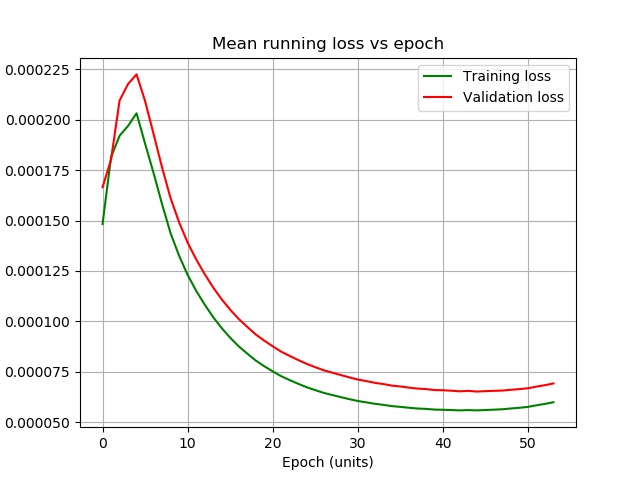 Mean running loss vs epoch
Training loss
Validation loss
0.000225
0.000200
0.000175
0.000150
0.000125
0.000100
0.000075
0.000050
0 10 20 30 40 50
Epoch (units)